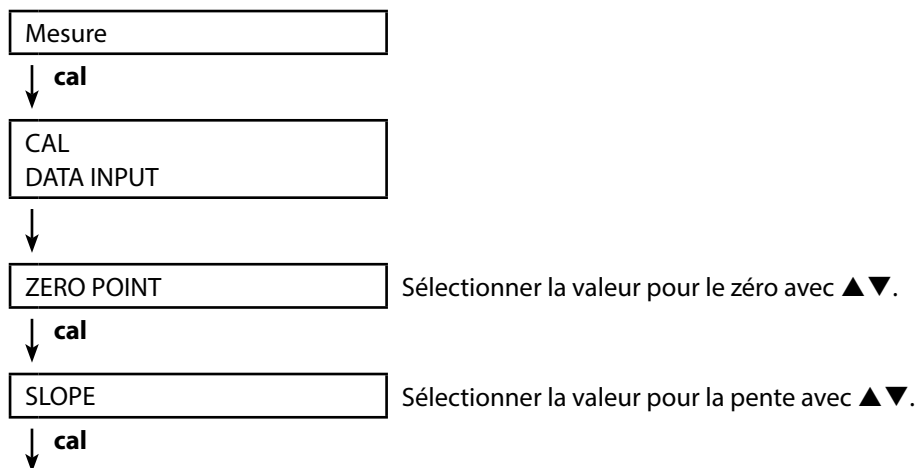 Mesure
cal
CAL
DATA INPUT
ZERO POINT Sélectionner la valeur pour le zéro avec ▲▼.
cal
SLOPE Sélectionner la valeur pour la pente avec ▲▼.
cal